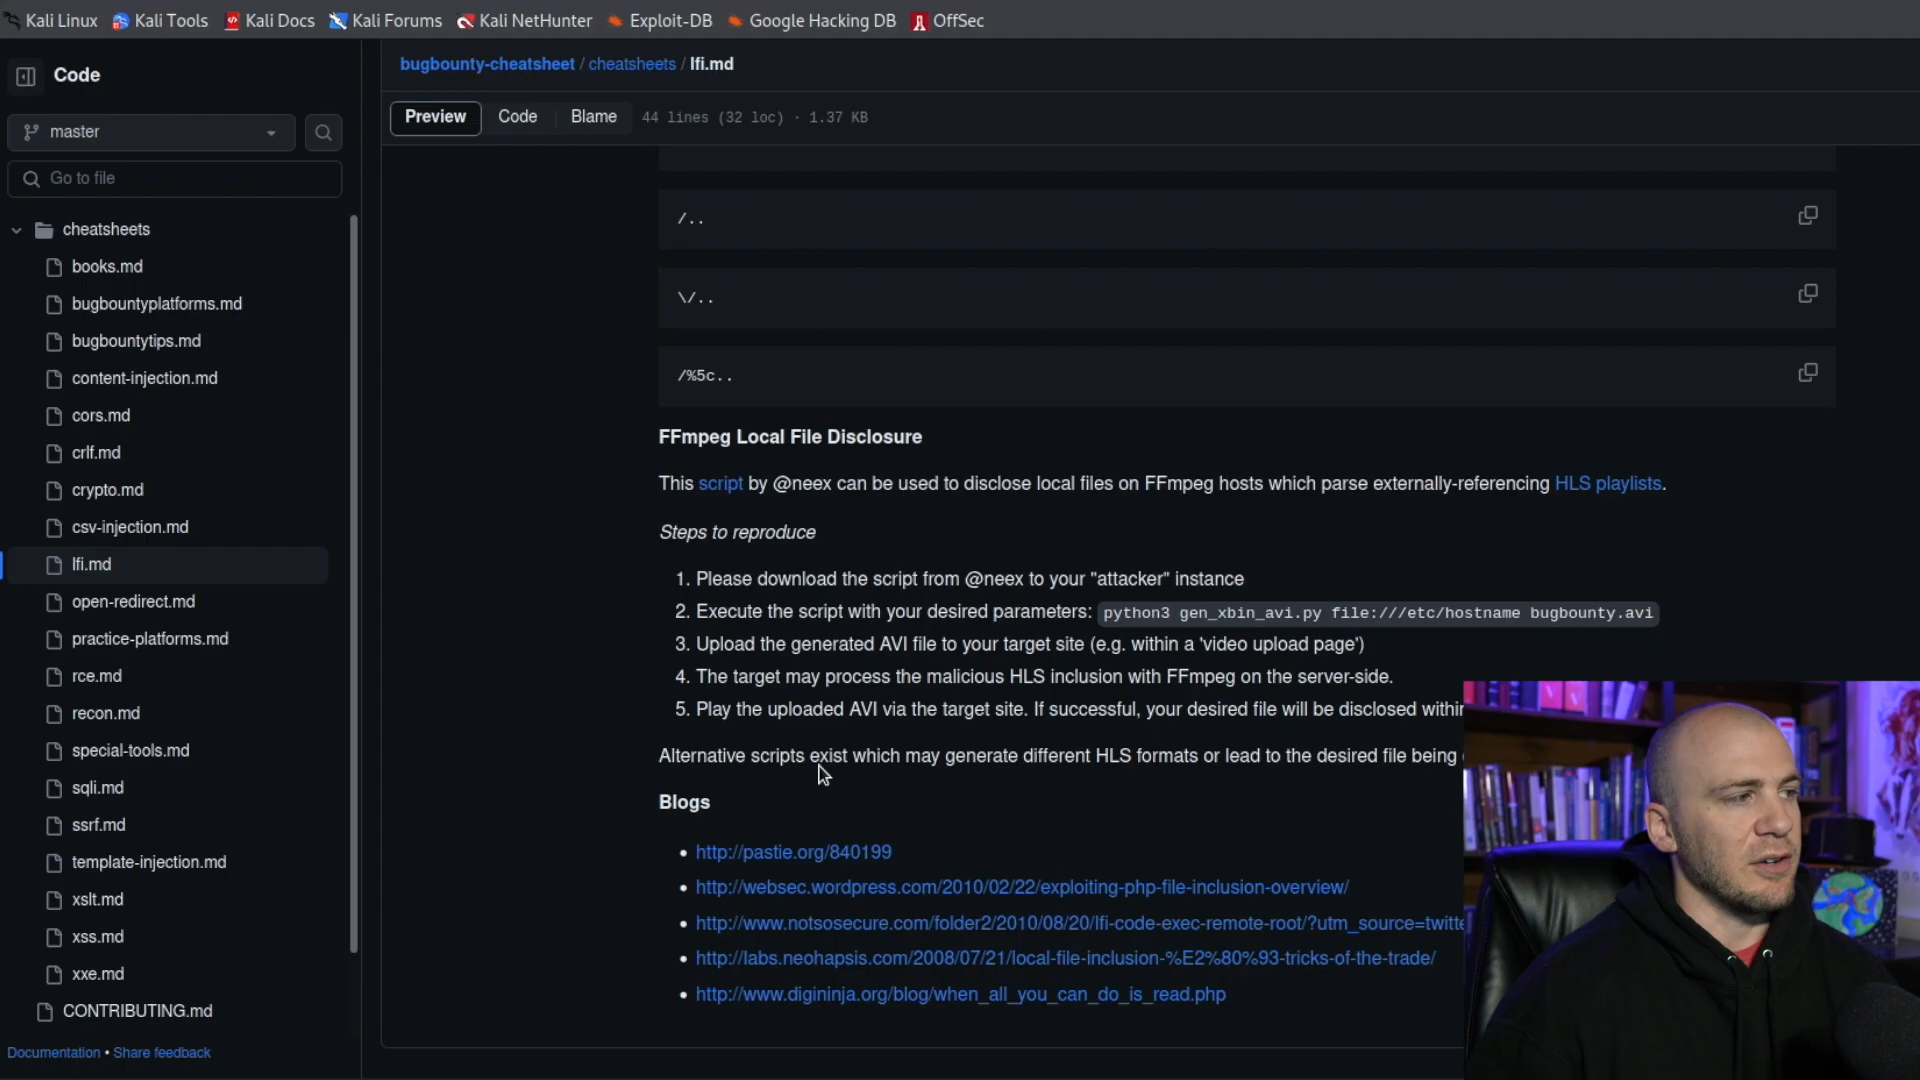 Kali Linux Kali Tools Kali Docs Kali Forums Kali NetHunter Exploit-DB Google Hacking DB OffSec
Code
master
Go to file
cheatsheets
books.md
bugbountyplatforms.md
bugbountytips.md
content-injection.md
cors.md
crlf.md
crypto.md
csv-injection.md
lfi.md
open-redirect.md
practice-platforms.md
rce.md
recon.md
special-tools.md
sqli.md
ssrf.md
template-injection.md
xslt.md
xss.md
xxe.md
CONTRIBUTING.md
Documentation • Share feedback
bugbounty-cheatsheet / cheatsheets / lfi.md
Preview Code Blame 44 lines (32 loc) · 1.37 KB
/..
\/..
/%5c..
FFmpeg Local File Disclosure
This script by @neex can be used to disclose local files on FFmpeg hosts which parse externally-referencing HLS playlists.
Steps to reproduce
1. Please download the script from @neex to your "attacker" instance
2. Execute the script with your desired parameters: python3 gen_xbin_avi.py file:///etc/hostname bugbounty.avi
3. Upload the generated AVI file to your target site (e.g. within a 'video upload page')
4. The target may process the malicious HLS inclusion with FFmpeg on the server-side.
5. Play the uploaded AVI via the target site. If successful, your desired file will be disclosed within
Alternative scripts exist which may generate different HLS formats or lead to the desired file being
Blogs
• http://pastie.org/840199
• http://websec.wordpress.com/2010/02/22/exploiting-php-file-inclusion-overview/
• http://www.notsosecure.com/folder2/2010/08/20/lfi-code-exec-remote-root/?utm_source=twitte
• http://labs.neohapsis.com/2008/07/21/local-file-inclusion-%E2%80%93-tricks-of-the-trade/
• http://www.digininja.org/blog/when_all_you_can_do_is_read.php